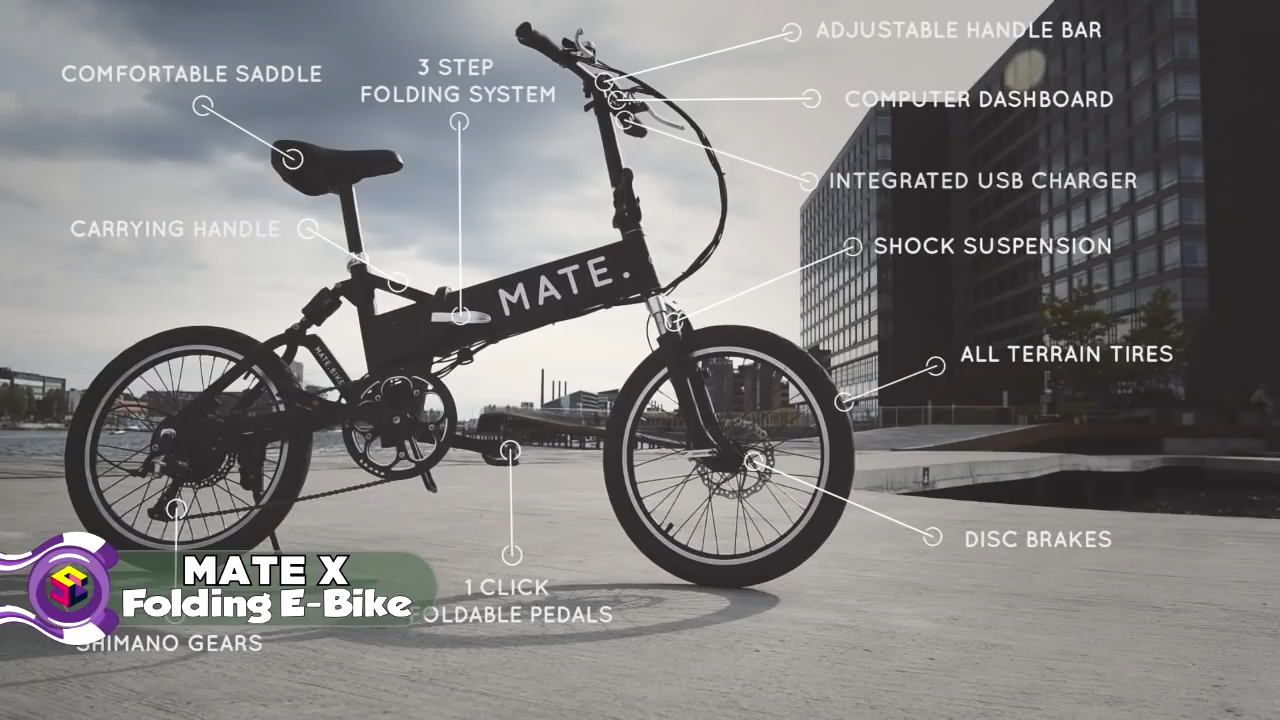 ADJUSTABLE HANDLE BAR
COMFORTABLE SADDLE
3 STEP
FOLDING SYSTEM
COMPUTER DASHBOARD
INTEGRATED USB CHARGER
CARRYING HANDLE
SHOCK SUSPENSION
MATE.
ALL TERRAIN TIRES
MATE.BIKE
DISC BRAKES
MATE X
Folding E-Bike
1 CLICK
FOLDABLE PEDALS
SHIMANO GEARS